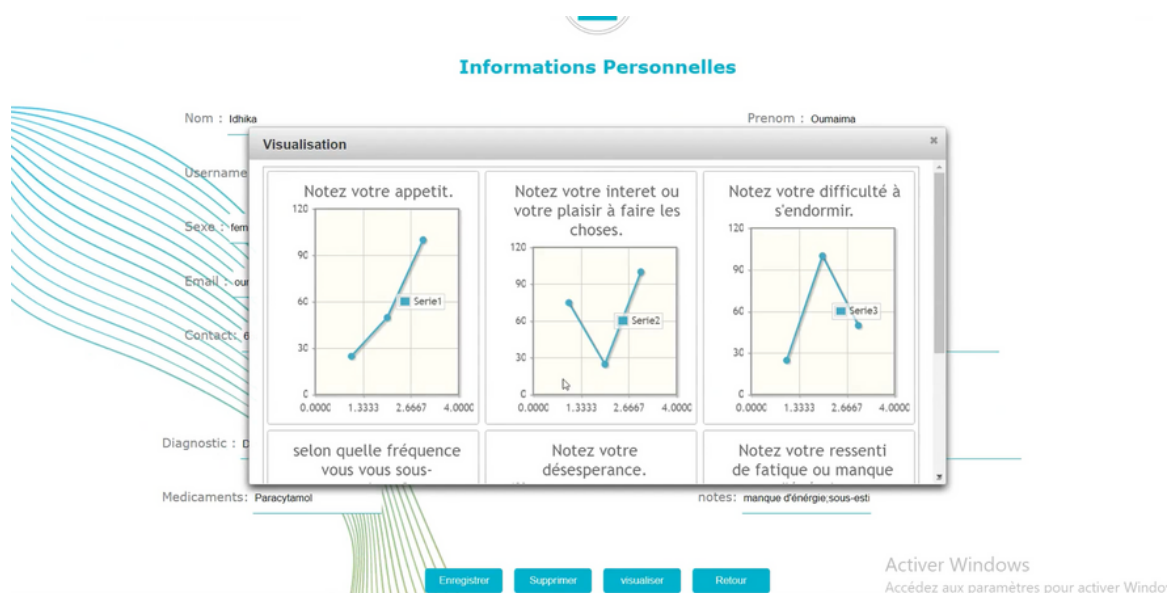 Informations Personnelles
Nom : Idhika
Prenom : Oumaima
Visualisation
Username
Sexe : fem
Email : our
Contact: 6
Notez votre appetit.
120
90
60
30
0
0.0000 1.3333 2.6667 4.0000
Serie1
Notez votre interet ou
votre plaisir à faire les
choses.
120
90
60
30
0
0.0000 1.3333 2.6667 4.0000
Serie2
Notez votre difficulté à
s'endormir.
120
90
60
30
0
0.0000 1.3333 2.6667 4.0000
Serie3
Diagnostic : D
selon quelle fréquence
vous vous sous-
Notez votre
désesperance.
Notez votre ressenti
de fatique ou manque
Medicaments: Paracytamol
notes: manque d'énérgie;sous-esti
Enregistrer
Supprimer
visualiser
Retour
Activer Windows
Accédez aux paramètres pour activer Windo